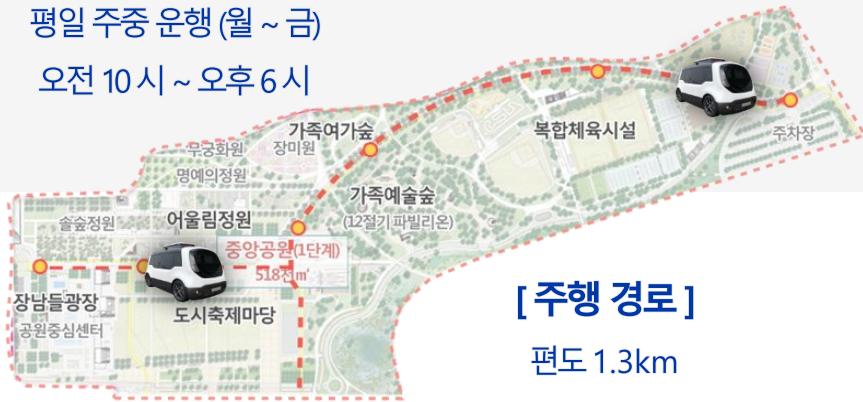 평일 주중 운행 (월 ~ 금)
오전 10 시 ~ 오후 6 시
가족여가숲
무궁화원
장미원
명예의정원
복합체육시설
주차장
가족예술숲
(12절기 파빌리온)
솔숲정원
어울림정원
중앙공원(1단계)
518천㎡
장남들광장
공원중심센터
도시축제마당
[ 주행 경로 ]
편도 1.3km